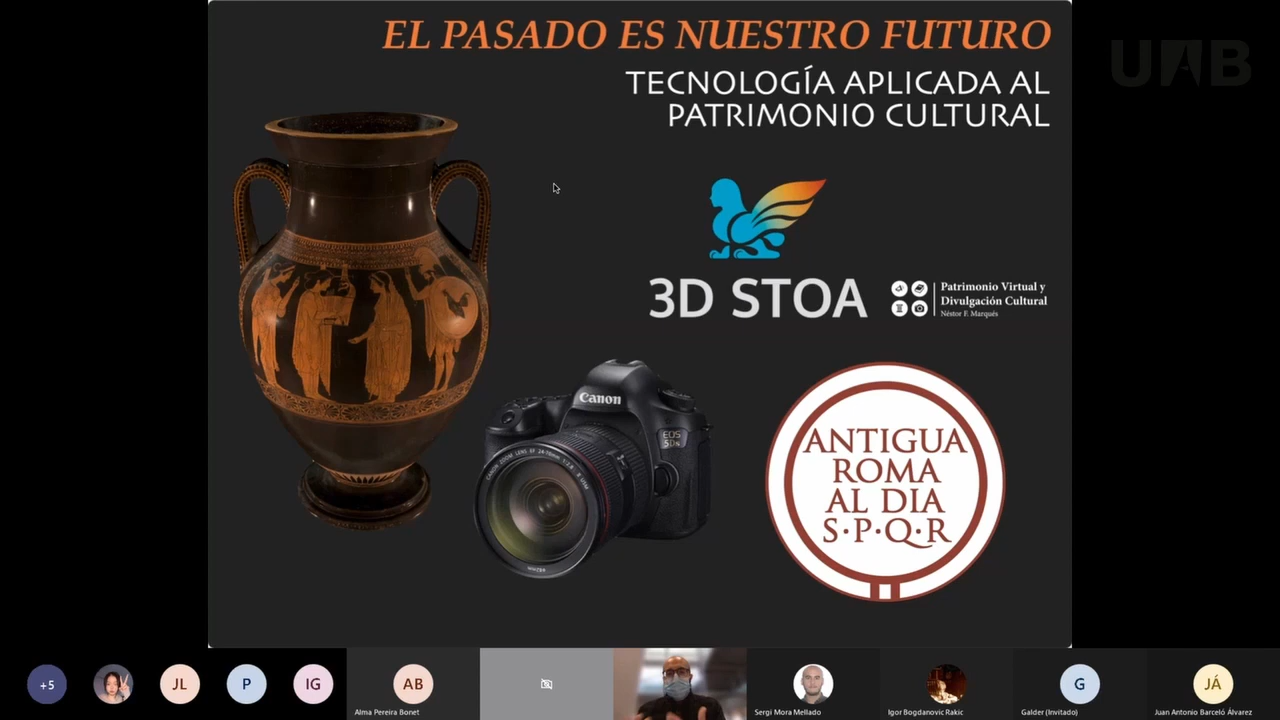 EL PASADO ES NUESTRO FUTURO
TECNOLOGÍA APLICADA AL
PATRIMONIO CULTURAL
UAB
3D STOA
Patrimonio Virtual y
Divulgación Cultural
Néstor F. Marqués
Canon
EOS
5DS
ANTIGUA
ROMA
AL DIA
S·P·Q·R
+5
JL
P
IG
AB
Alma Pereira Bonet
Sergi Mora Mellado
Igor Bogdanovic Rakic
G
Galder (Invitado)
JÁ
Juan Antonio Barceló Álvarez